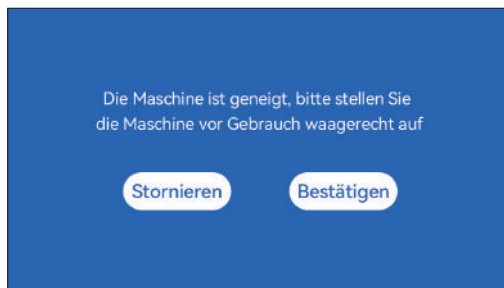 Die Maschine ist geneigt, bitte stellen Sie
die Maschine vor Gebrauch waagerecht auf
Stornieren
Bestätigen